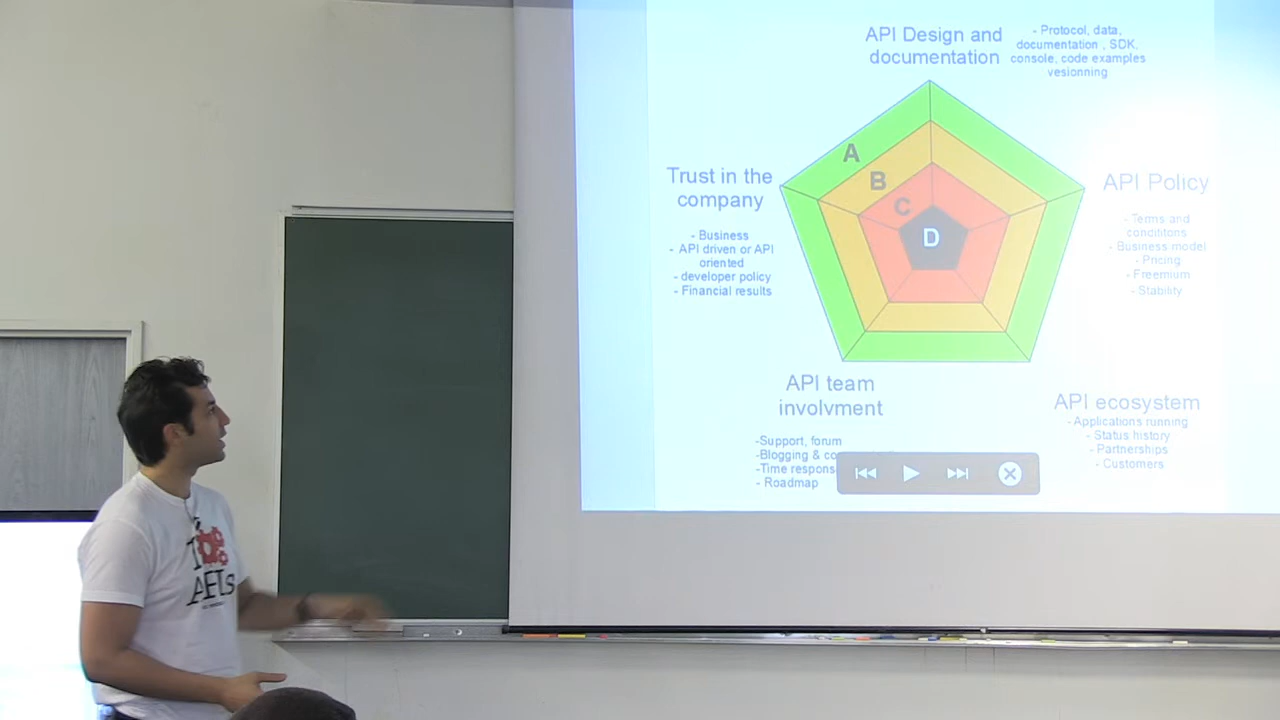 API Design and
documentation
- Protocol, data,
documentation , SDK,
console, code examples
vesionning
A
B
C
D
Trust in the
company
- Business
- API driven or API
oriented
- developer policy
- Financial results
API Policy
- Terms and
conditons
- Business model
- Pricing
- Freemium
- Stability
API team
involvment
-Support, forum
-Blogging &
-Time
- Roadmap
API ecosystem
- Applications running
- Status history
- Partnerships
- Customers
I
APIs